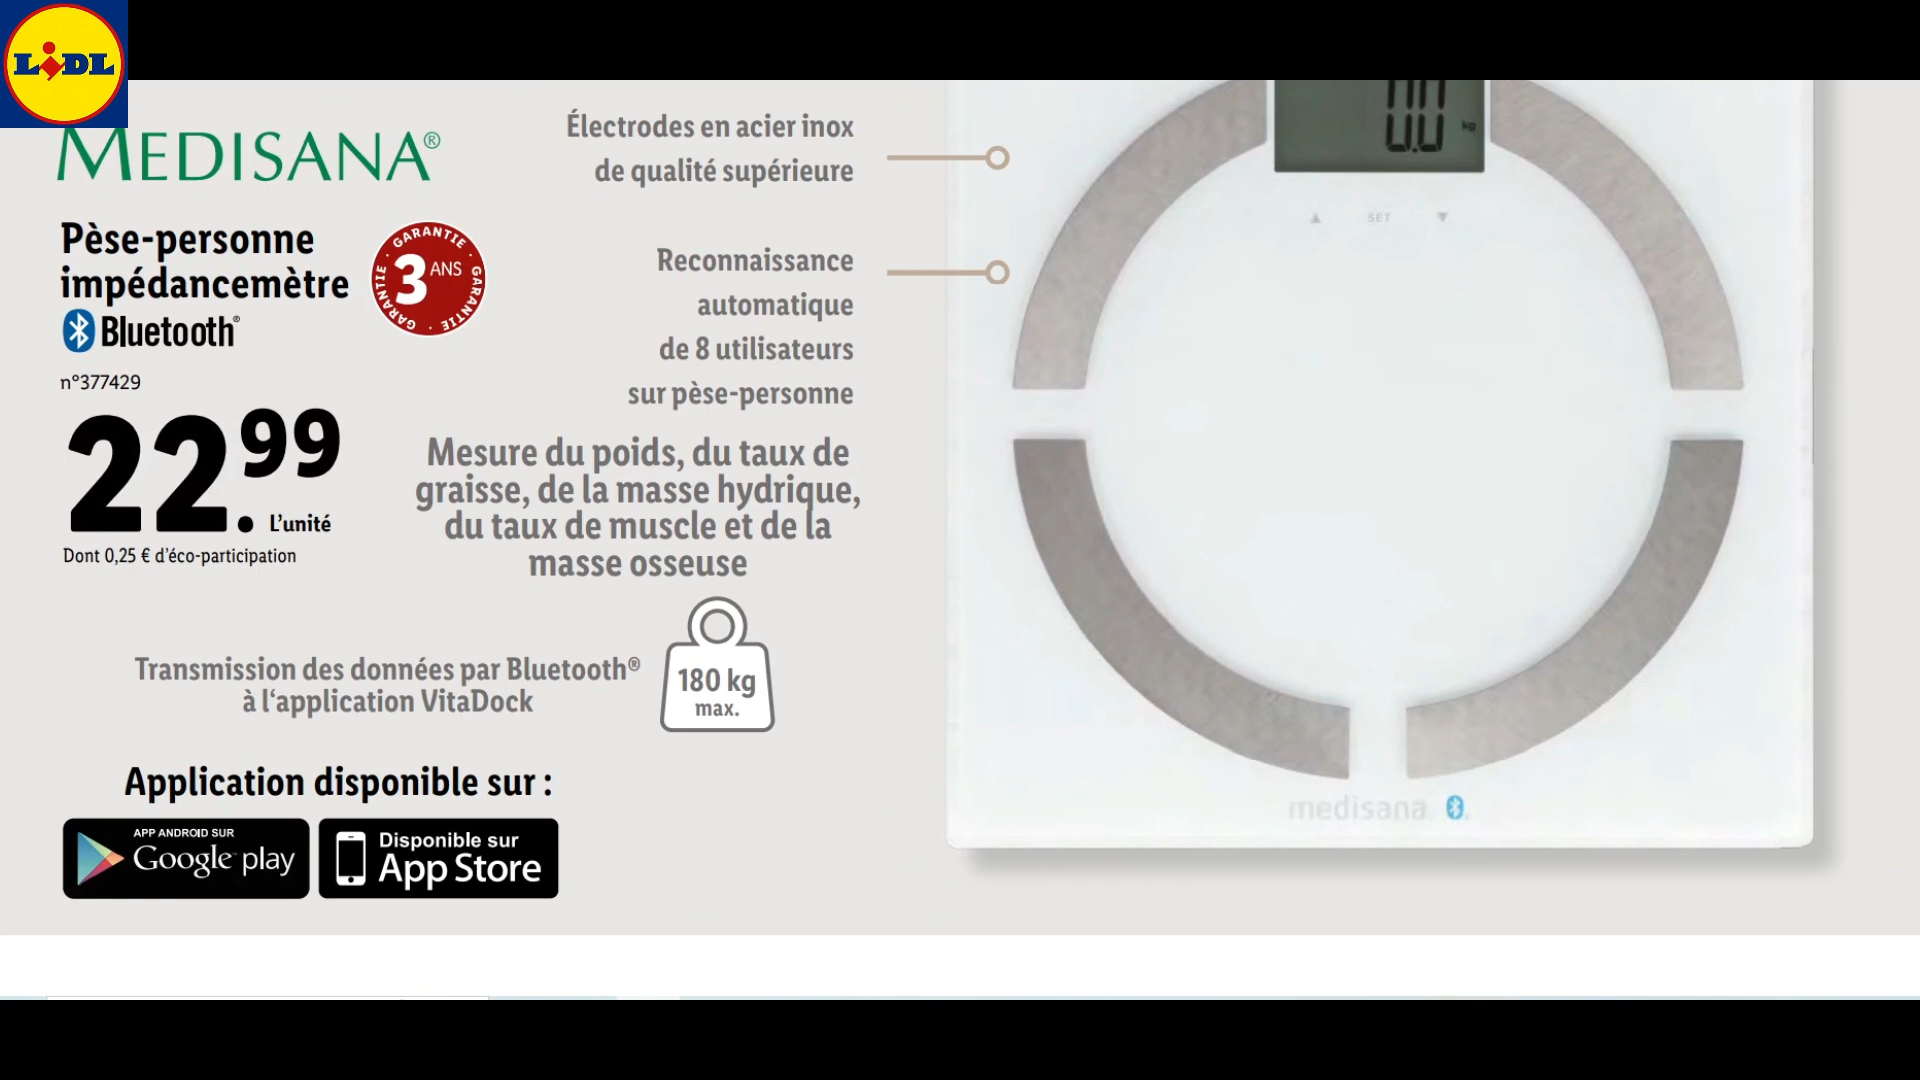 LIDL
MEDISANA®
Pèse-personne
impédancemètre
Bluetooth®
GARANTIE · GARANTIE · GARANTIE · GARANTIE
3 ANS
n°377429
22.99
L’unité
Dont 0,25 € d’éco-participation
Électrodes en acier inox
de qualité supérieure
Reconnaissance
automatique
de 8 utilisateurs
sur pèse-personne
Mesure du poids, du taux de
graisse, de la masse hydrique,
du taux de muscle et de la
masse osseuse
Transmission des données par Bluetooth®
à l‘application VitaDock
180 kg
max.
Application disponible sur :
APP ANDROID SUR
Google play
Disponible sur
App Store
0.0 kg
SET
medisana